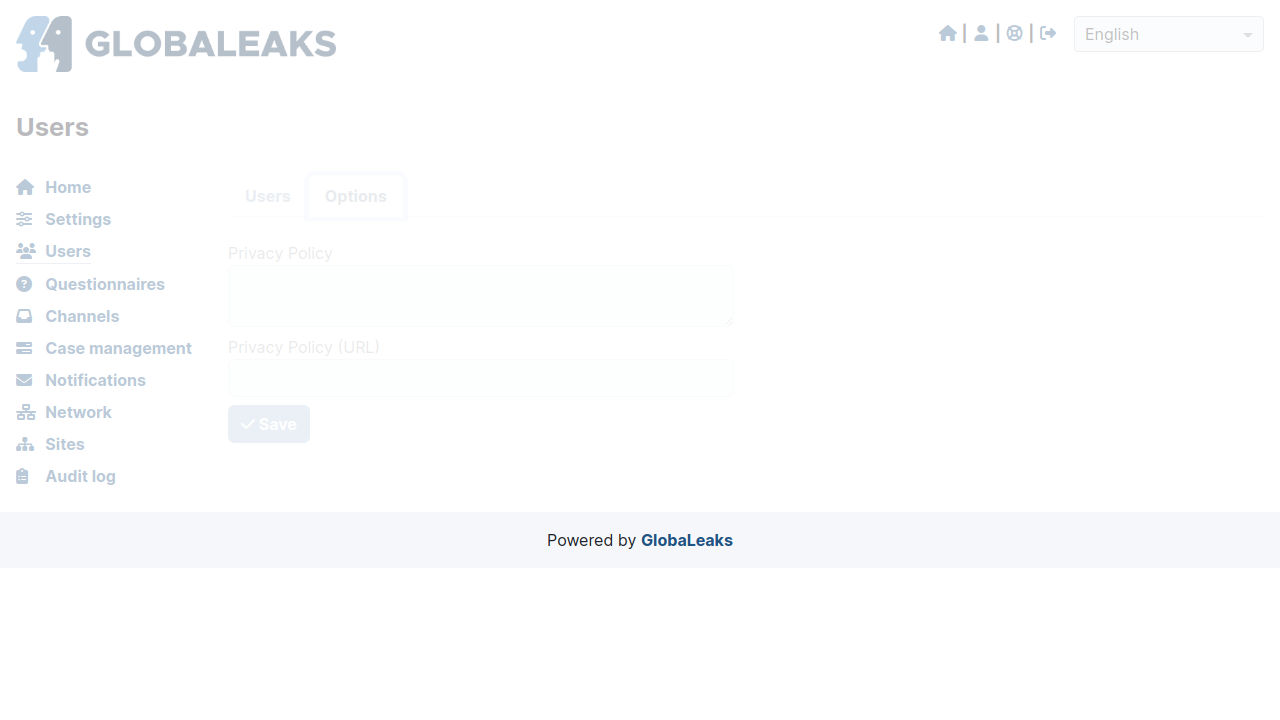 GLOBALEAKS
| | |
English
Users
Home
Settings
Users
Questionnaires
Channels
Case management
Notifications
Network
Sites
Audit log
Users
Options
Privacy Policy
Privacy Policy (URL)
Save
Powered by GlobaLeaks